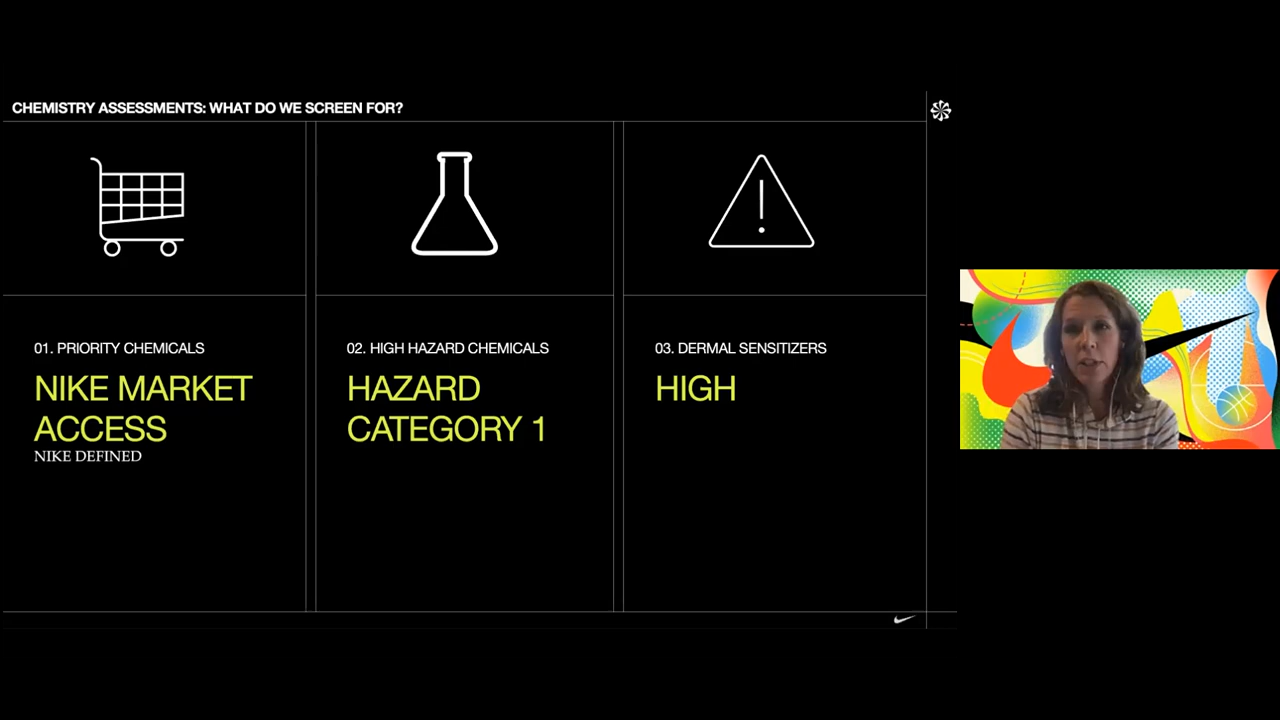 CHEMISTRY ASSESSMENTS: WHAT DO WE SCREEN FOR?
01. PRIORITY CHEMICALS
NIKE MARKET
ACCESS
NIKE DEFINED
02. HIGH HAZARD CHEMICALS
HAZARD
CATEGORY 1
03. DERMAL SENSITIZERS
HIGH